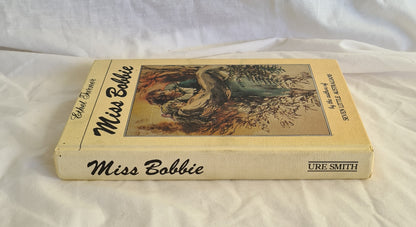 Ethel Turner
Miss Bobbie
by the author of
SEVEN LITTLE AUSTRALIANS
Miss Bobbie
URE SMITH